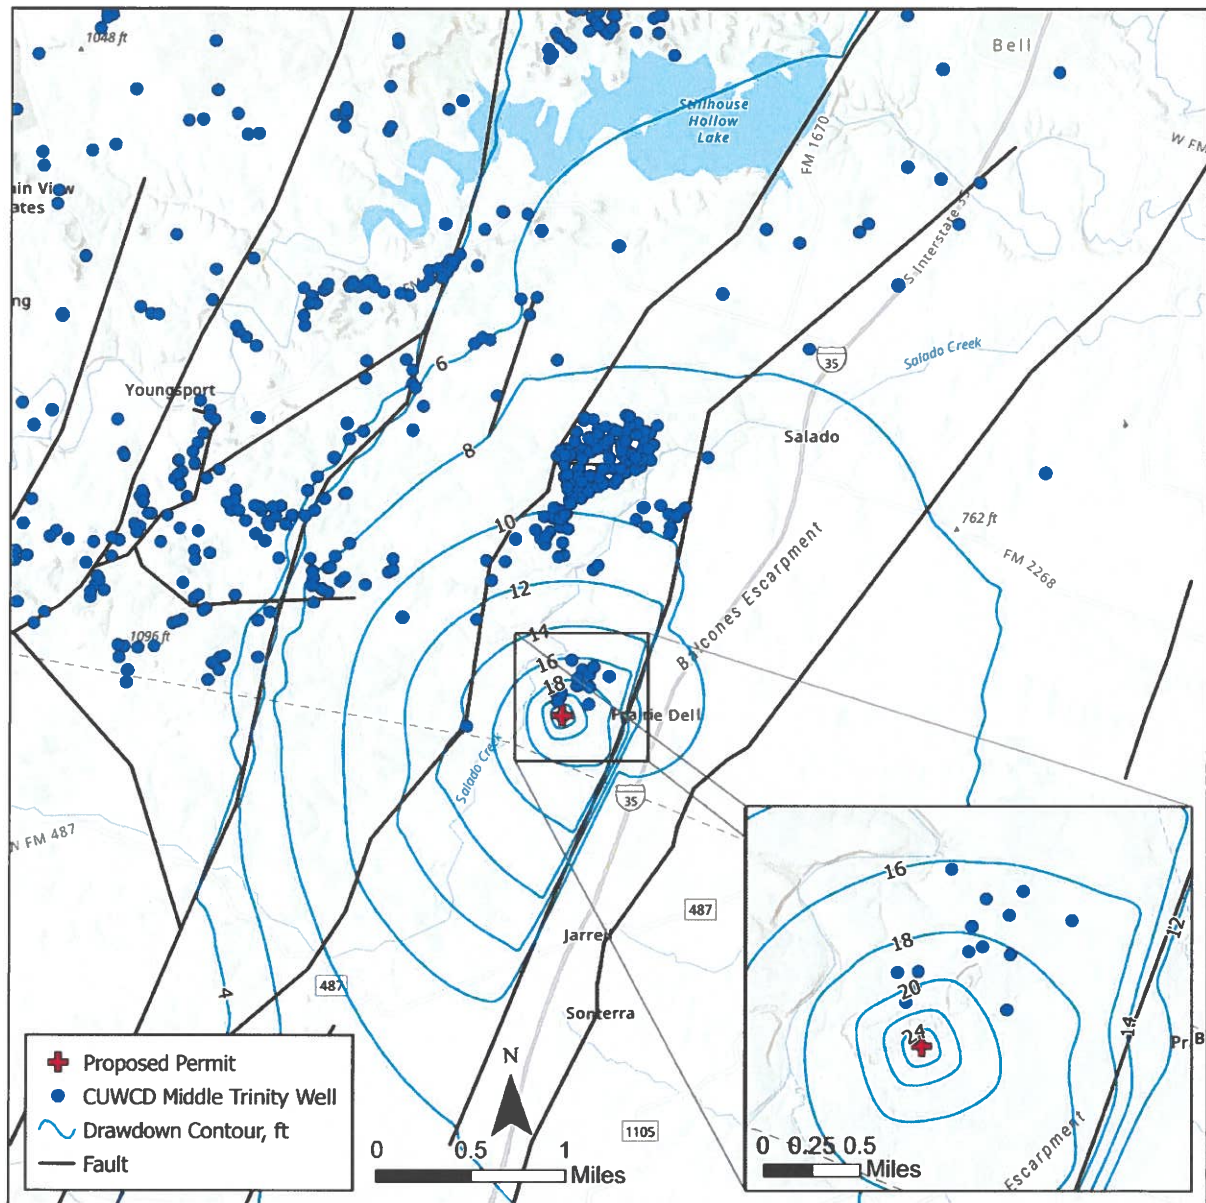 1048 ft
Bell
Stillhouse
Hollow
Lake
FM 1670
W FM
ain View
ates
S Interstate 35
FM
ng
35
Salado Creek
6
Youngsport
8
Salado
10
762 ft
FM 2268
12
Balcones Escarpment
14
1096 ft
16
18
Prairie Dell
Salado Creek
35
N FM 487
16
487
12
18
Jarrell
4
487
20
14
24
Pr B
Sonterra
Proposed Permit
CUWCD Middle Trinity Well
Drawdown Contour, ft
Fault
N
0 0.5 1
Miles
1105
Escarpment
0 0.25 0.5
Miles